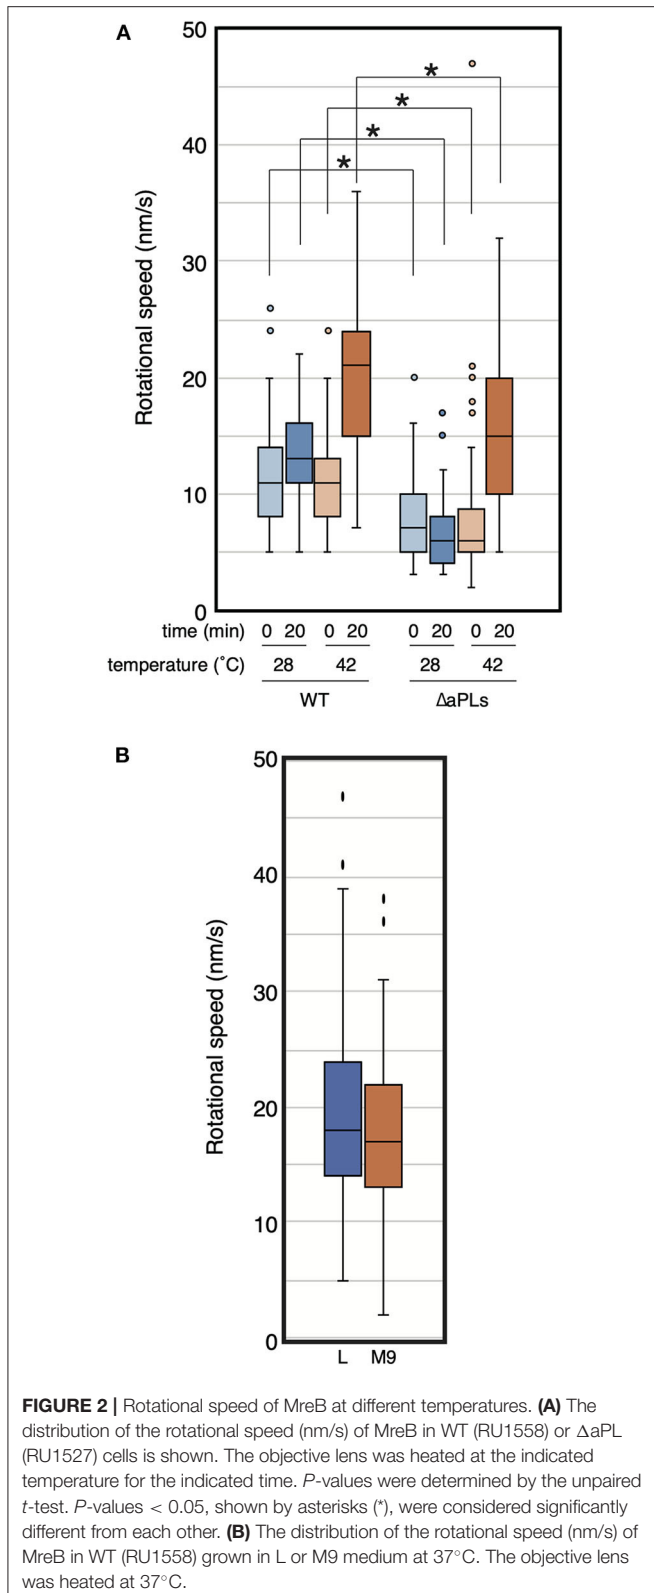 A
50
40
30
20
10
0
Rotational speed (nm/s)
* * * *
time (min) 0 20 0 20 0 20 0 20
temperature (˚C) 28 42 28 42
WT ΔaPLs
B
50
40
30
20
10
0
Rotational speed (nm/s)
L M9
FIGURE 2 | Rotational speed of MreB at different temperatures. (A) The
distribution of the rotational speed (nm/s) of MreB in WT (RU1558) or ΔaPL
(RU1527) cells is shown. The objective lens was heated at the indicated
temperature for the indicated time. P-values were determined by the unpaired
t-test. P-values < 0.05, shown by asterisks (*), were considered significantly
different from each other. (B) The distribution of the rotational speed (nm/s) of
MreB in WT (RU1558) grown in L or M9 medium at 37°C. The objective lens
was heated at 37°C.